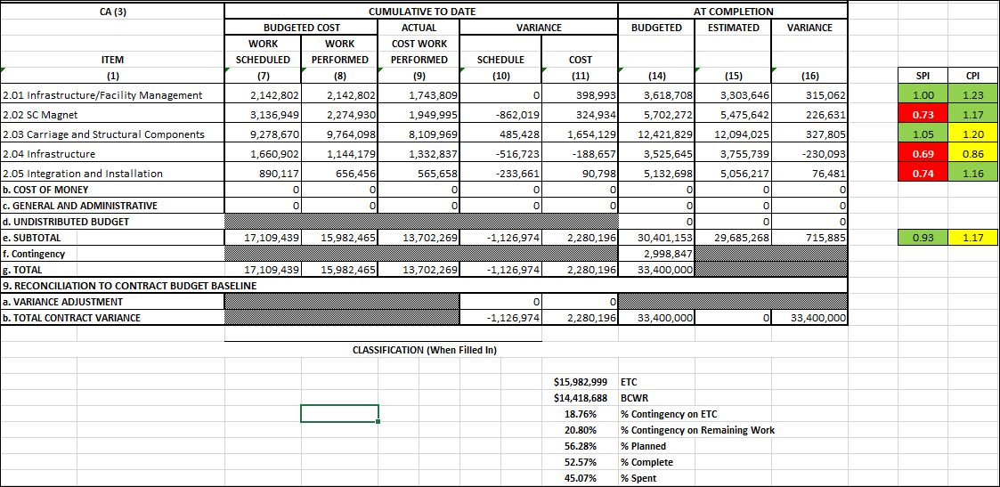 CA (3) CUMULATIVE TO DATE AT COMPLETION
BUDGETED COST ACTUAL VARIANCE BUDGETED ESTIMATED VARIANCE
WORK WORK COST WORK
ITEM SCHEDULED PERFORMED PERFORMED SCHEDULE COST
(1) (7) (8) (9) (10) (11) (14) (15) (16) SPI CPI
2.01 Infrastructure/Facility Management 2,142,802 2,142,802 1,743,809 0 398,993 3,618,708 3,303,646 315,062 1.00 1.23
2.02 SC Magnet 3,136,949 2,274,930 1,949,995 -862,019 324,934 5,702,272 5,475,642 226,631 0.73 1.17
2.03 Carriage and Structural Components 9,278,670 9,764,098 8,109,969 485,428 1,654,129 12,421,829 12,094,025 327,805 1.05 1.20
2.04 Infrastructure 1,660,902 1,144,179 1,332,837 -516,723 -188,657 3,525,645 3,755,739 -230,093 0.69 0.86
2.05 Integration and Installation 890,117 656,456 565,658 -233,661 90,798 5,132,698 5,056,217 76,481 0.74 1.16
b. COST OF MONEY 0 0 0 0 0 0 0 0
c. GENERAL AND ADMINISTRATIVE 0 0 0 0 0 0 0 0
d. UNDISTRIBUTED BUDGET 0 0 0
e. SUBTOTAL 17,109,439 15,982,465 13,702,269 -1,126,974 2,280,196 30,401,153 29,685,268 715,885 0.93 1.17
f. Contingency 2,998,847
g. TOTAL 17,109,439 15,982,465 13,702,269 -1,126,974 2,280,196 33,400,000
9. RECONCILIATION TO CONTRACT BUDGET BASELINE
a. VARIANCE ADJUSTMENT 0 0
b. TOTAL CONTRACT VARIANCE -1,126,974 2,280,196 33,400,000 0 33,400,000
CLASSIFICATION (When Filled In)
$15,982,999 ETC
$14,418,688 BCWR
18.76% % Contingency on ETC
20.80% % Contingency on Remaining Work
56.28% % Planned
52.57% % Complete
45.07% % Spent